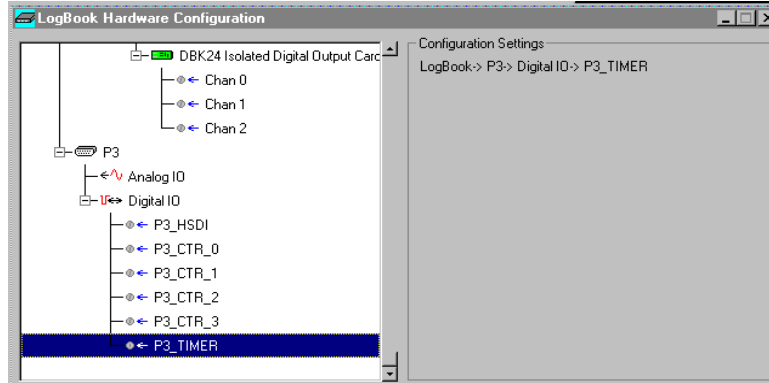 LogBook Hardware Configuration
DBK24 Isolated Digital Output Carc
Chan 0
Chan 1
Chan 2
P3
Analog IO
Digital IO
P3_HSDI
P3_CTR_0
P3_CTR_1
P3_CTR_2
P3_CTR_3
P3_TIMER
Configuration Settings
LogBook-> P3-> Digital IO-> P3_TIMER